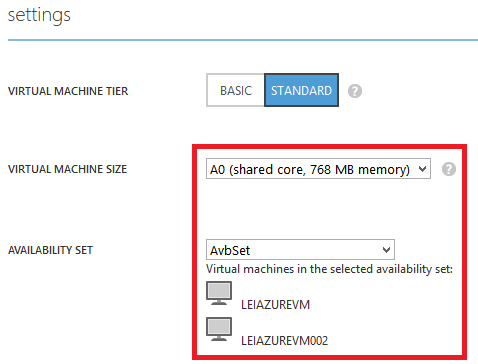 settings
VIRTUAL MACHINE TIER
BASIC STANDARD ?
VIRTUAL MACHINE SIZE
A0 (shared core, 768 MB memory) ?
AVAILABILITY SET
AvbSet
Virtual machines in the selected availability set:
LEIAZUREVM
LEIAZUREVM002